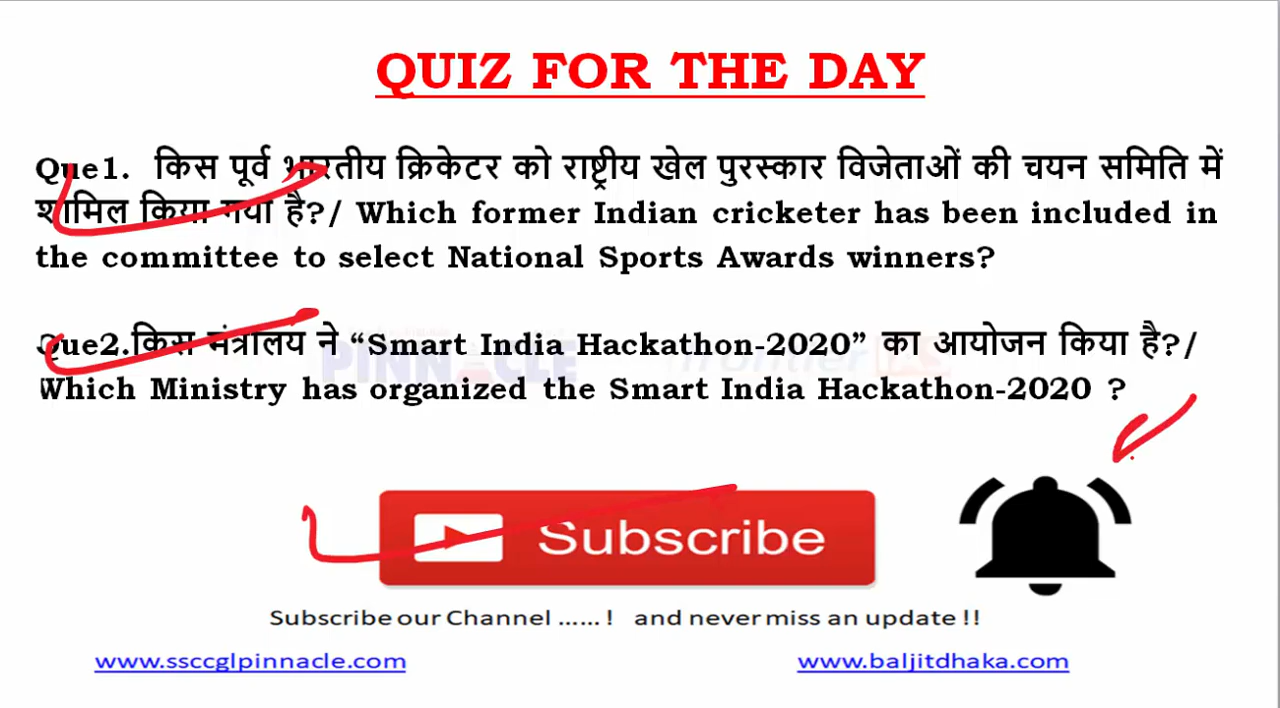 QUIZ FOR THE DAY
Que1. किस पूर्व भारतीय क्रिकेटर को राष्ट्रीय खेल पुरस्कार विजेताओं की चयन समिति में
शामिल किया गया है?/ Which former Indian cricketer has been included in
the committee to select National Sports Awards winners?
Que2.किस मंत्रालय ने “Smart India Hackathon-2020” का आयोजन किया है?/
PINNACLE
Which Ministry has organized the Smart India Hackathon-2020 ?
Subscribe
Subscribe our Channel ...... ! and never miss an update !!
www.ssccglpinnacle.com
www.baljitdhaka.com